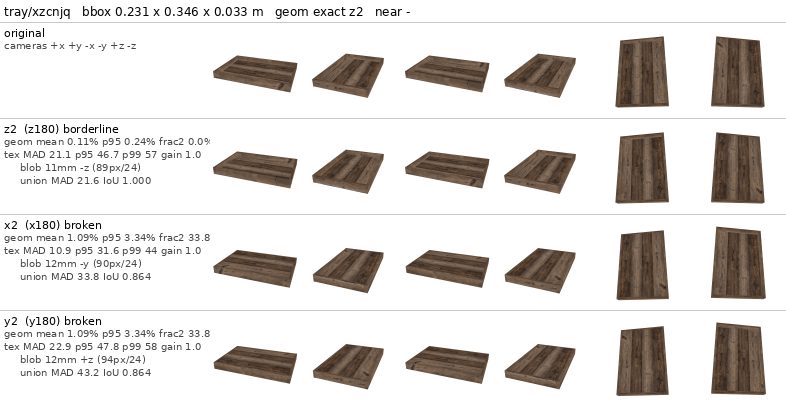 tray/xzcnjq   bbox 0.231 x 0.346 x 0.033 m   geom exact z2   near -
original
cameras +x +y -x -y +z -z
z2  (z180) borderline
geom mean 0.11% p95 0.24% frac2 0.0%
tex MAD 21.1 p95 46.7 p99 57 gain 1.0
blob 11mm -z (89px/24)
union MAD 21.6 IoU 1.000
x2  (x180) broken
geom mean 1.09% p95 3.34% frac2 33.8
tex MAD 10.9 p95 31.6 p99 44 gain 1.0
blob 12mm -y (90px/24)
union MAD 33.8 IoU 0.864
y2  (y180) broken
geom mean 1.09% p95 3.34% frac2 33.8
tex MAD 22.9 p95 47.8 p99 58 gain 1.0
blob 12mm +z (94px/24)
union MAD 43.2 IoU 0.864